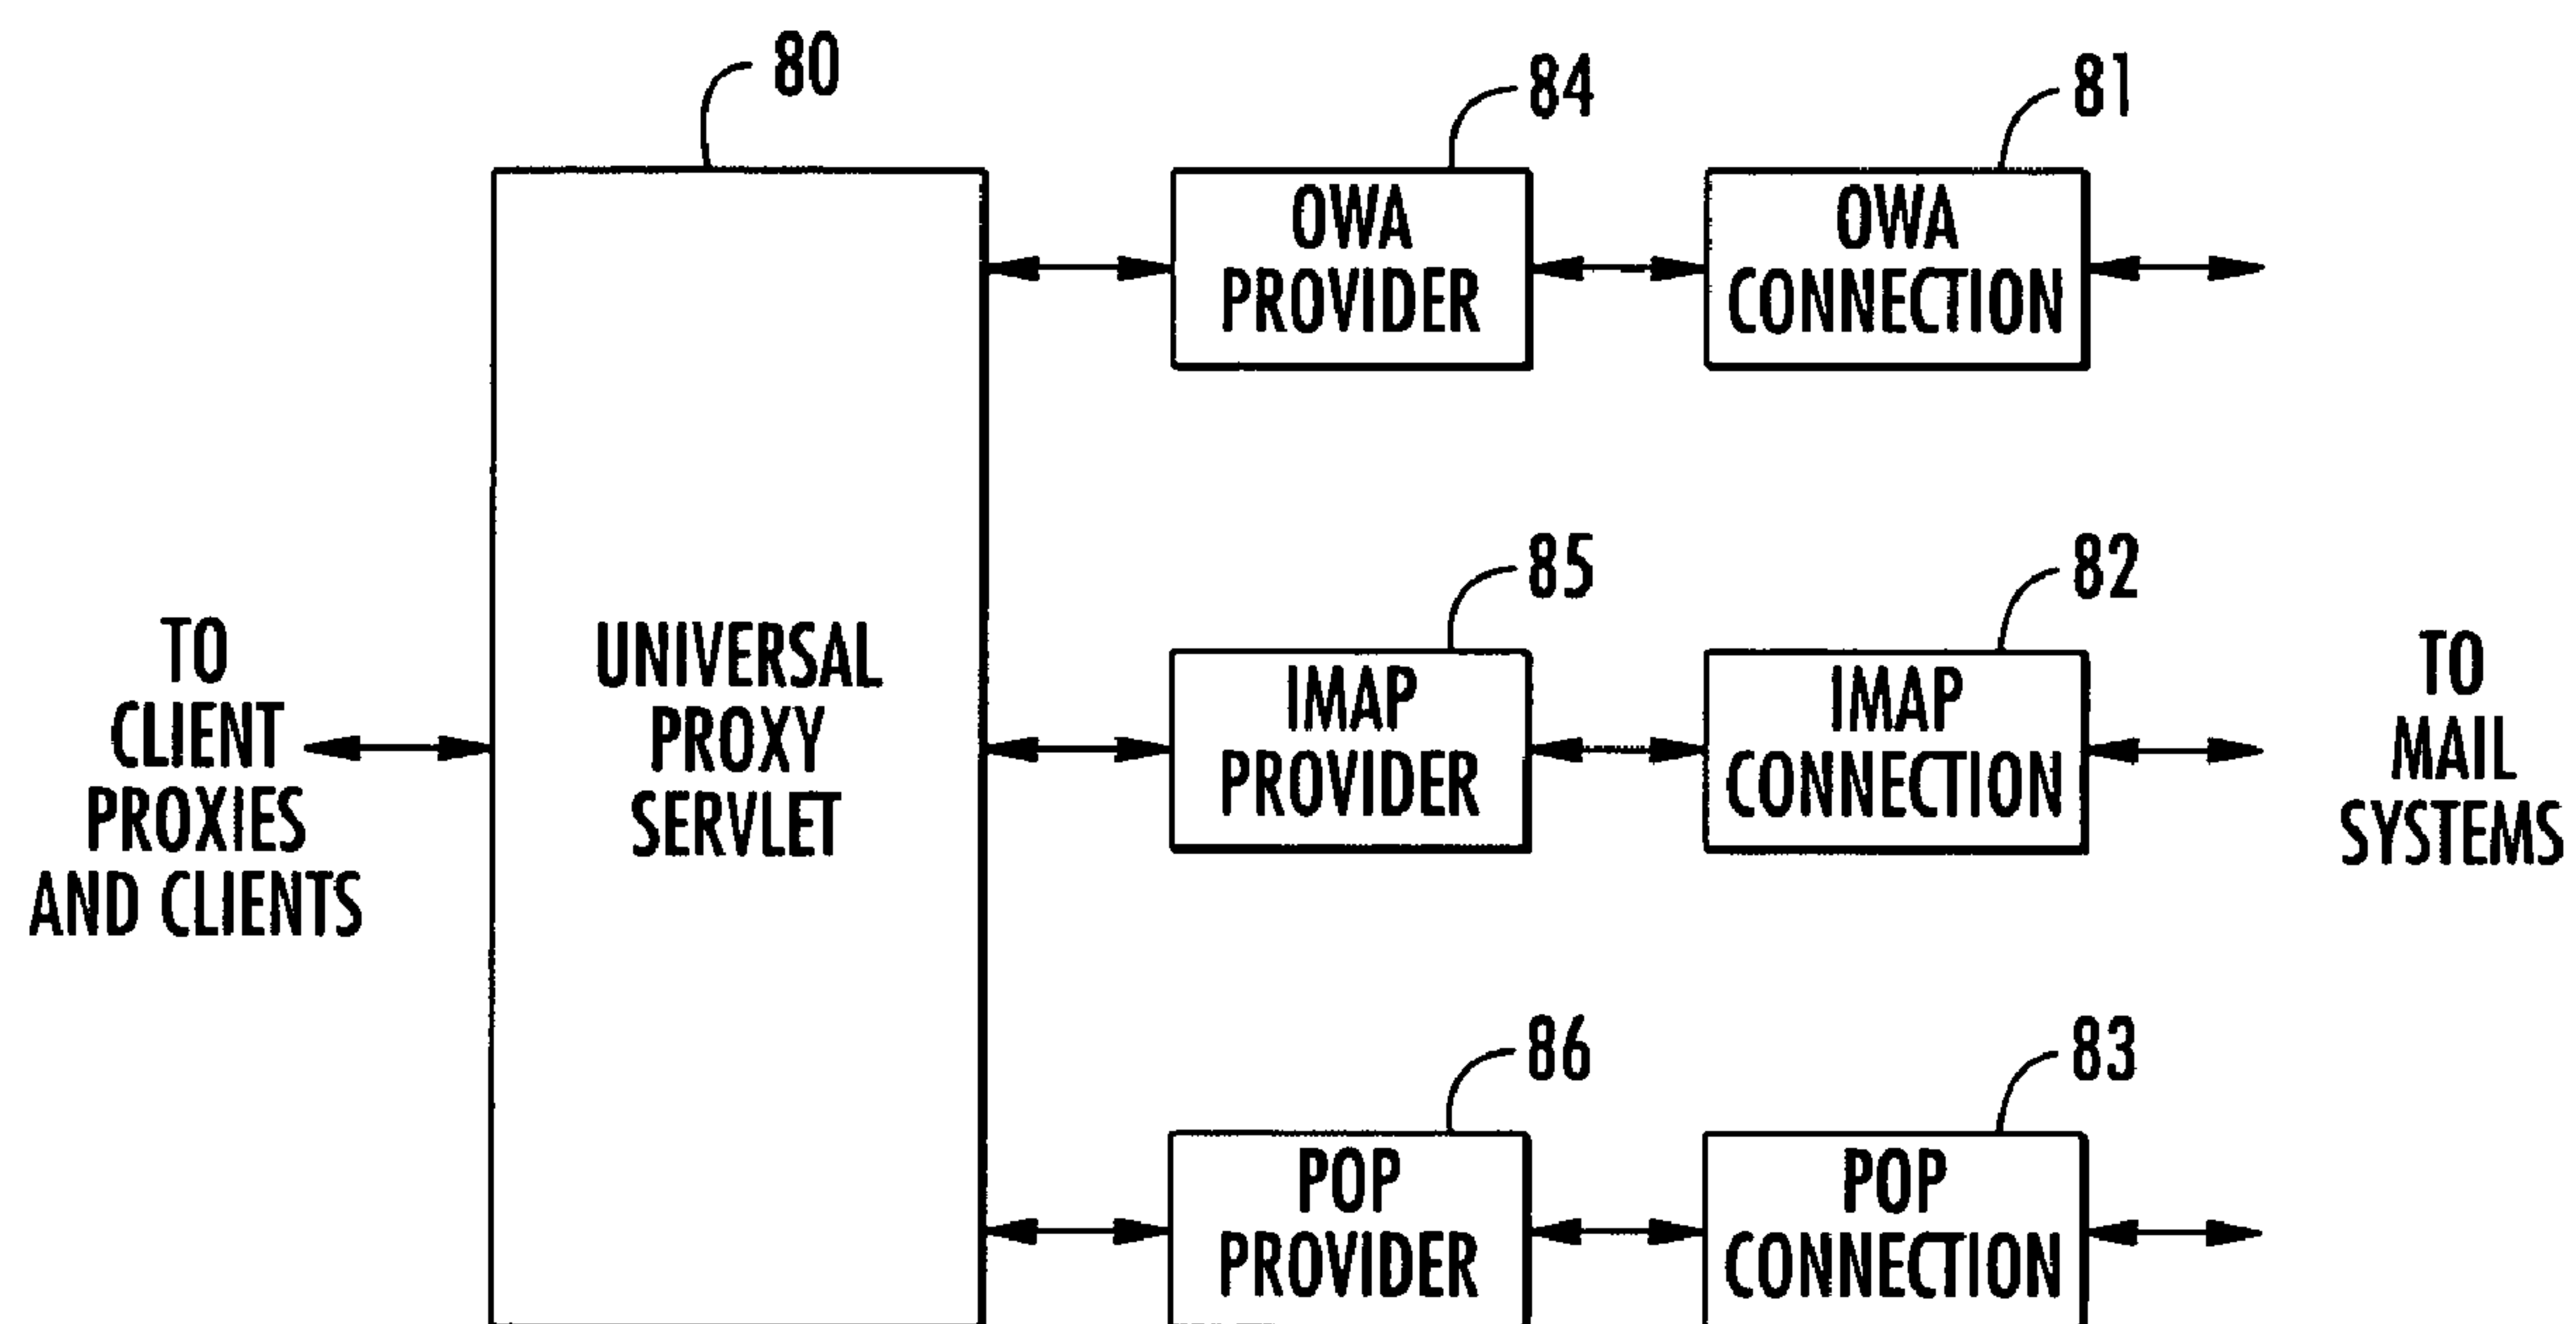 80
84
81
OWA
PROVIDER
OWA
CONNECTION
85
82
TO
CLIENT
PROXIES
AND CLIENTS
UNIVERSAL
PROXY
SERVLET
IMAP
PROVIDER
IMAP
CONNECTION
TO
MAIL
SYSTEMS
86
83
POP
PROVIDER
POP
CONNECTION